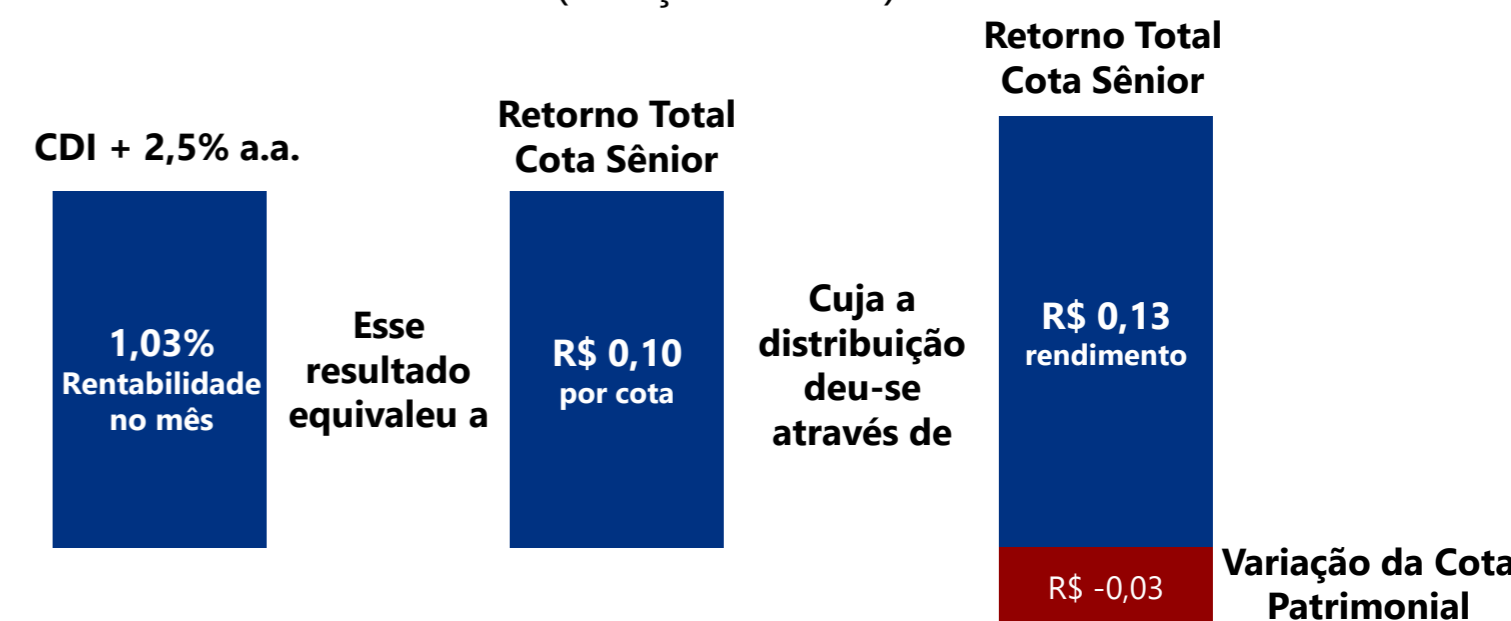 CDI + 2,5% a.a.
1,03%
Rentabilidade
no mês
Esse
resultado
equivaleu a
Retorno Total
Cota Sênior
R$ 0,10
por cota
Cuja a
distribuição
deu-se
através de
Retorno Total
Cota Sênior
R$ 0,13
rendimento
R$ -0,03
Variação da Cota
Patrimonial